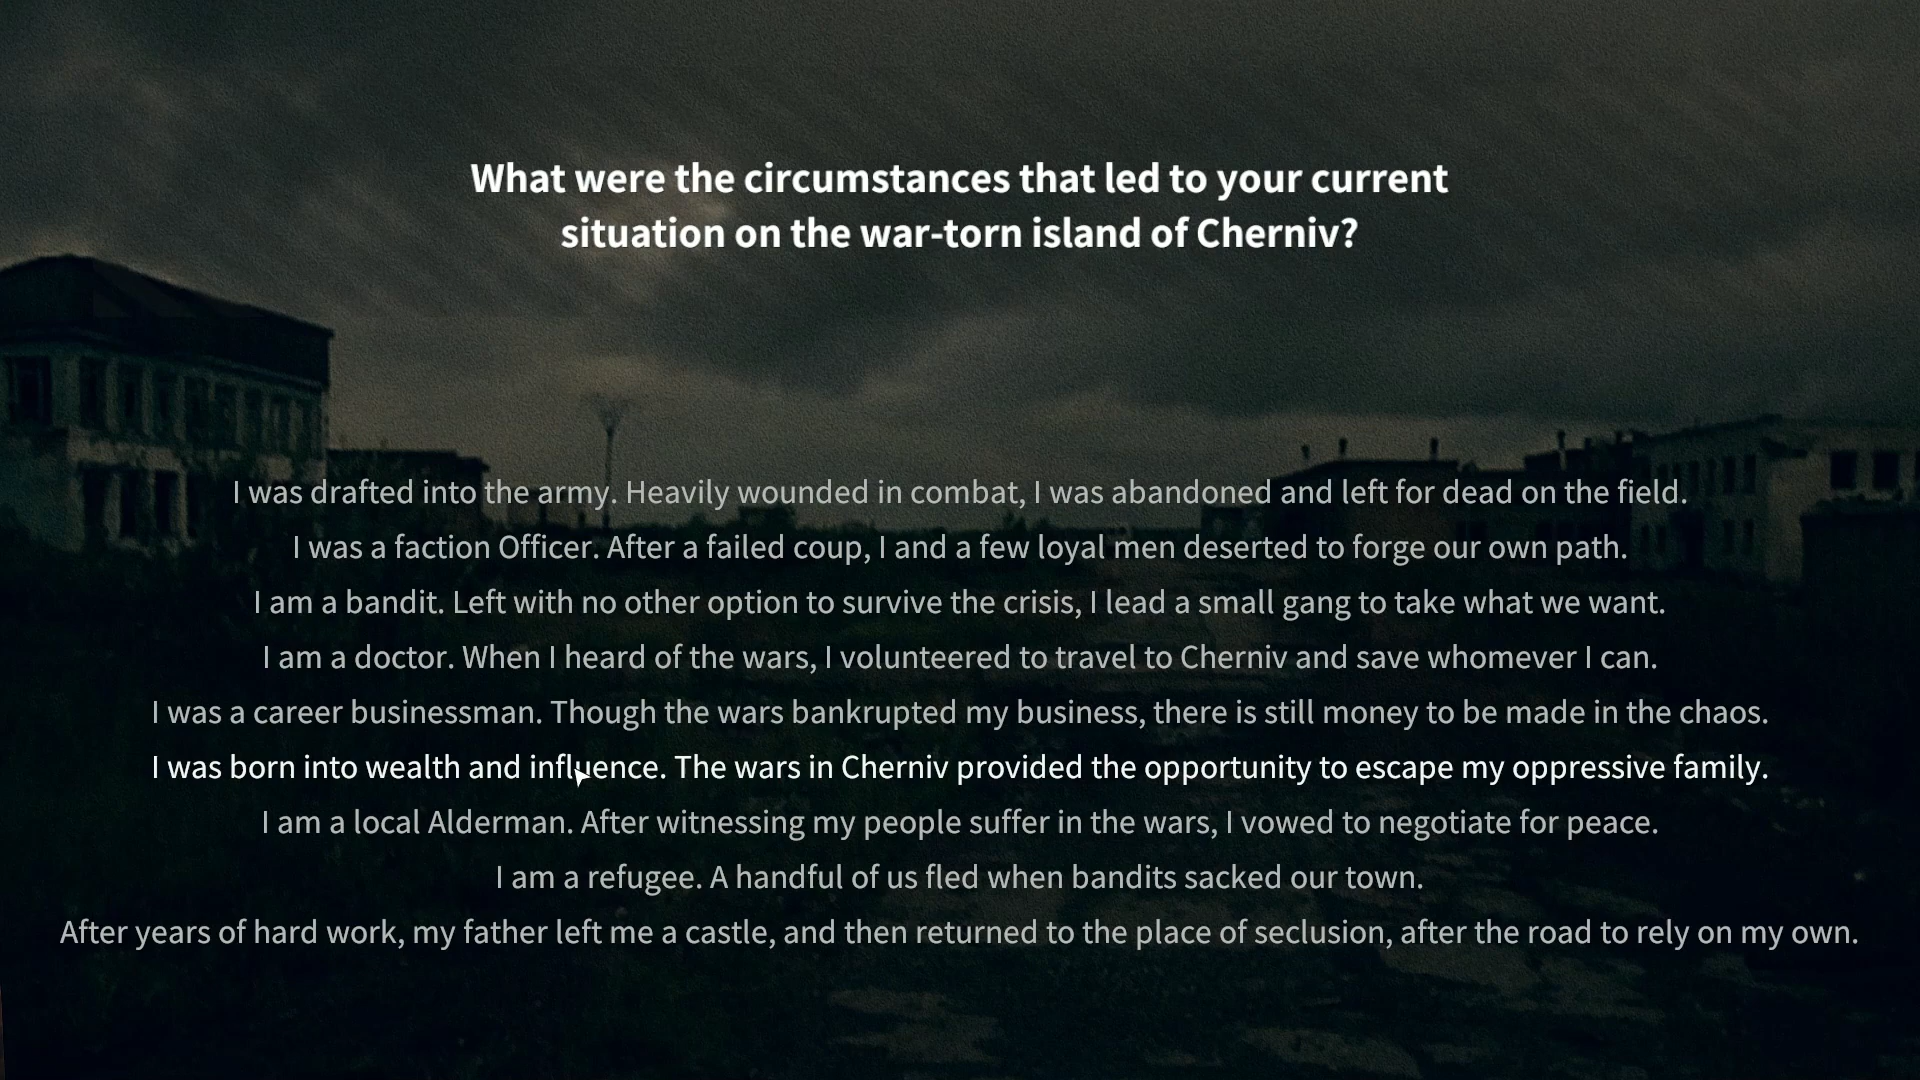 What were the circumstances that led to your current
situation on the war-torn island of Cherniv?
I was drafted into the army. Heavily wounded in combat, I was abandoned and left for dead on the field.
I was a faction Officer. After a failed coup, I and a few loyal men deserted to forge our own path.
I am a bandit. Left with no other option to survive the crisis, I lead a small gang to take what we want.
I am a doctor. When I heard of the wars, I volunteered to travel to Cherniv and save whomever I can.
I was a career businessman. Though the wars bankrupted my business, there is still money to be made in the chaos.
I was born into wealth and influence. The wars in Cherniv provided the opportunity to escape my oppressive family.
I am a local Alderman. After witnessing my people suffer in the wars, I vowed to negotiate for peace.
I am a refugee. A handful of us fled when bandits sacked our town.
After years of hard work, my father left me a castle, and then returned to the place of seclusion, after the road to rely on my own.